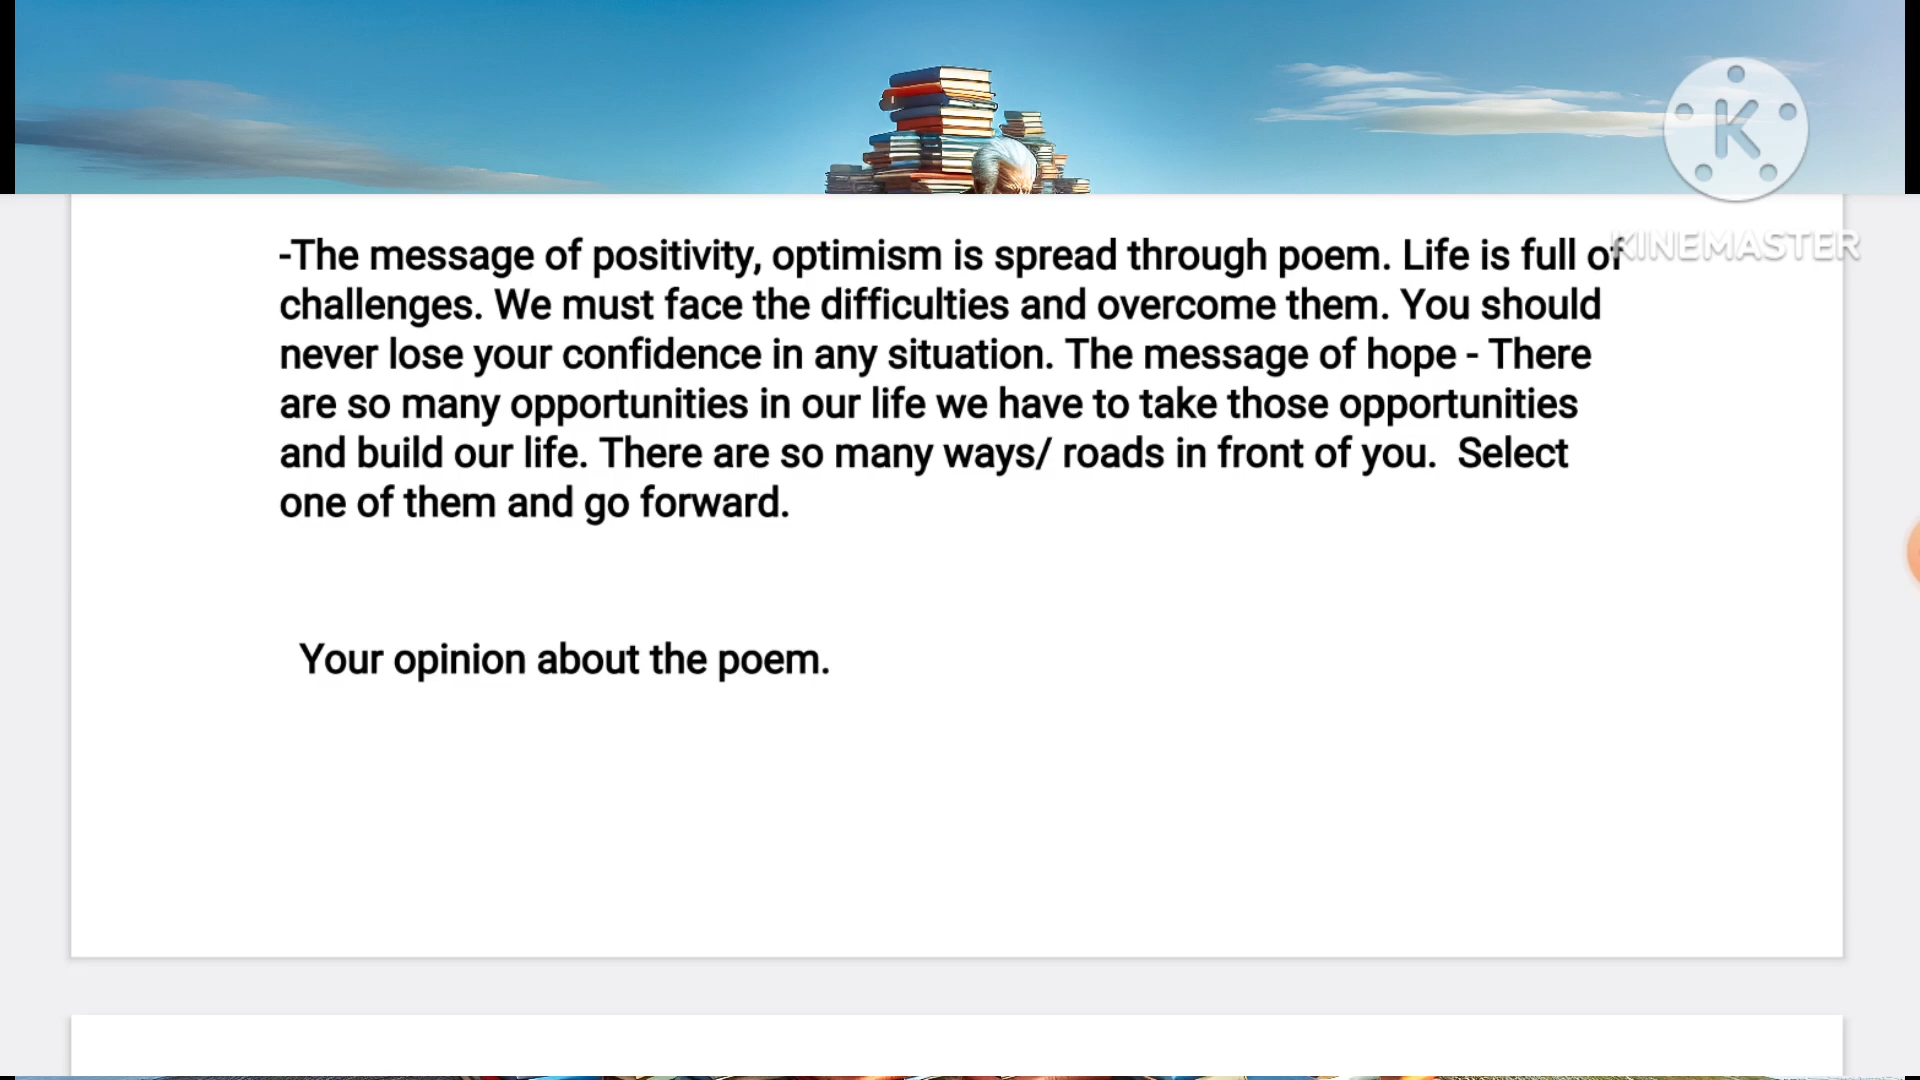 K
KINEMASTER
-The message of positivity, optimism is spread through poem. Life is full of
challenges. We must face the difficulties and overcome them. You should
never lose your confidence in any situation. The message of hope - There
are so many opportunities in our life we have to take those opportunities
and build our life. There are so many ways/ roads in front of you.  Select
one of them and go forward.
Your opinion about the poem.